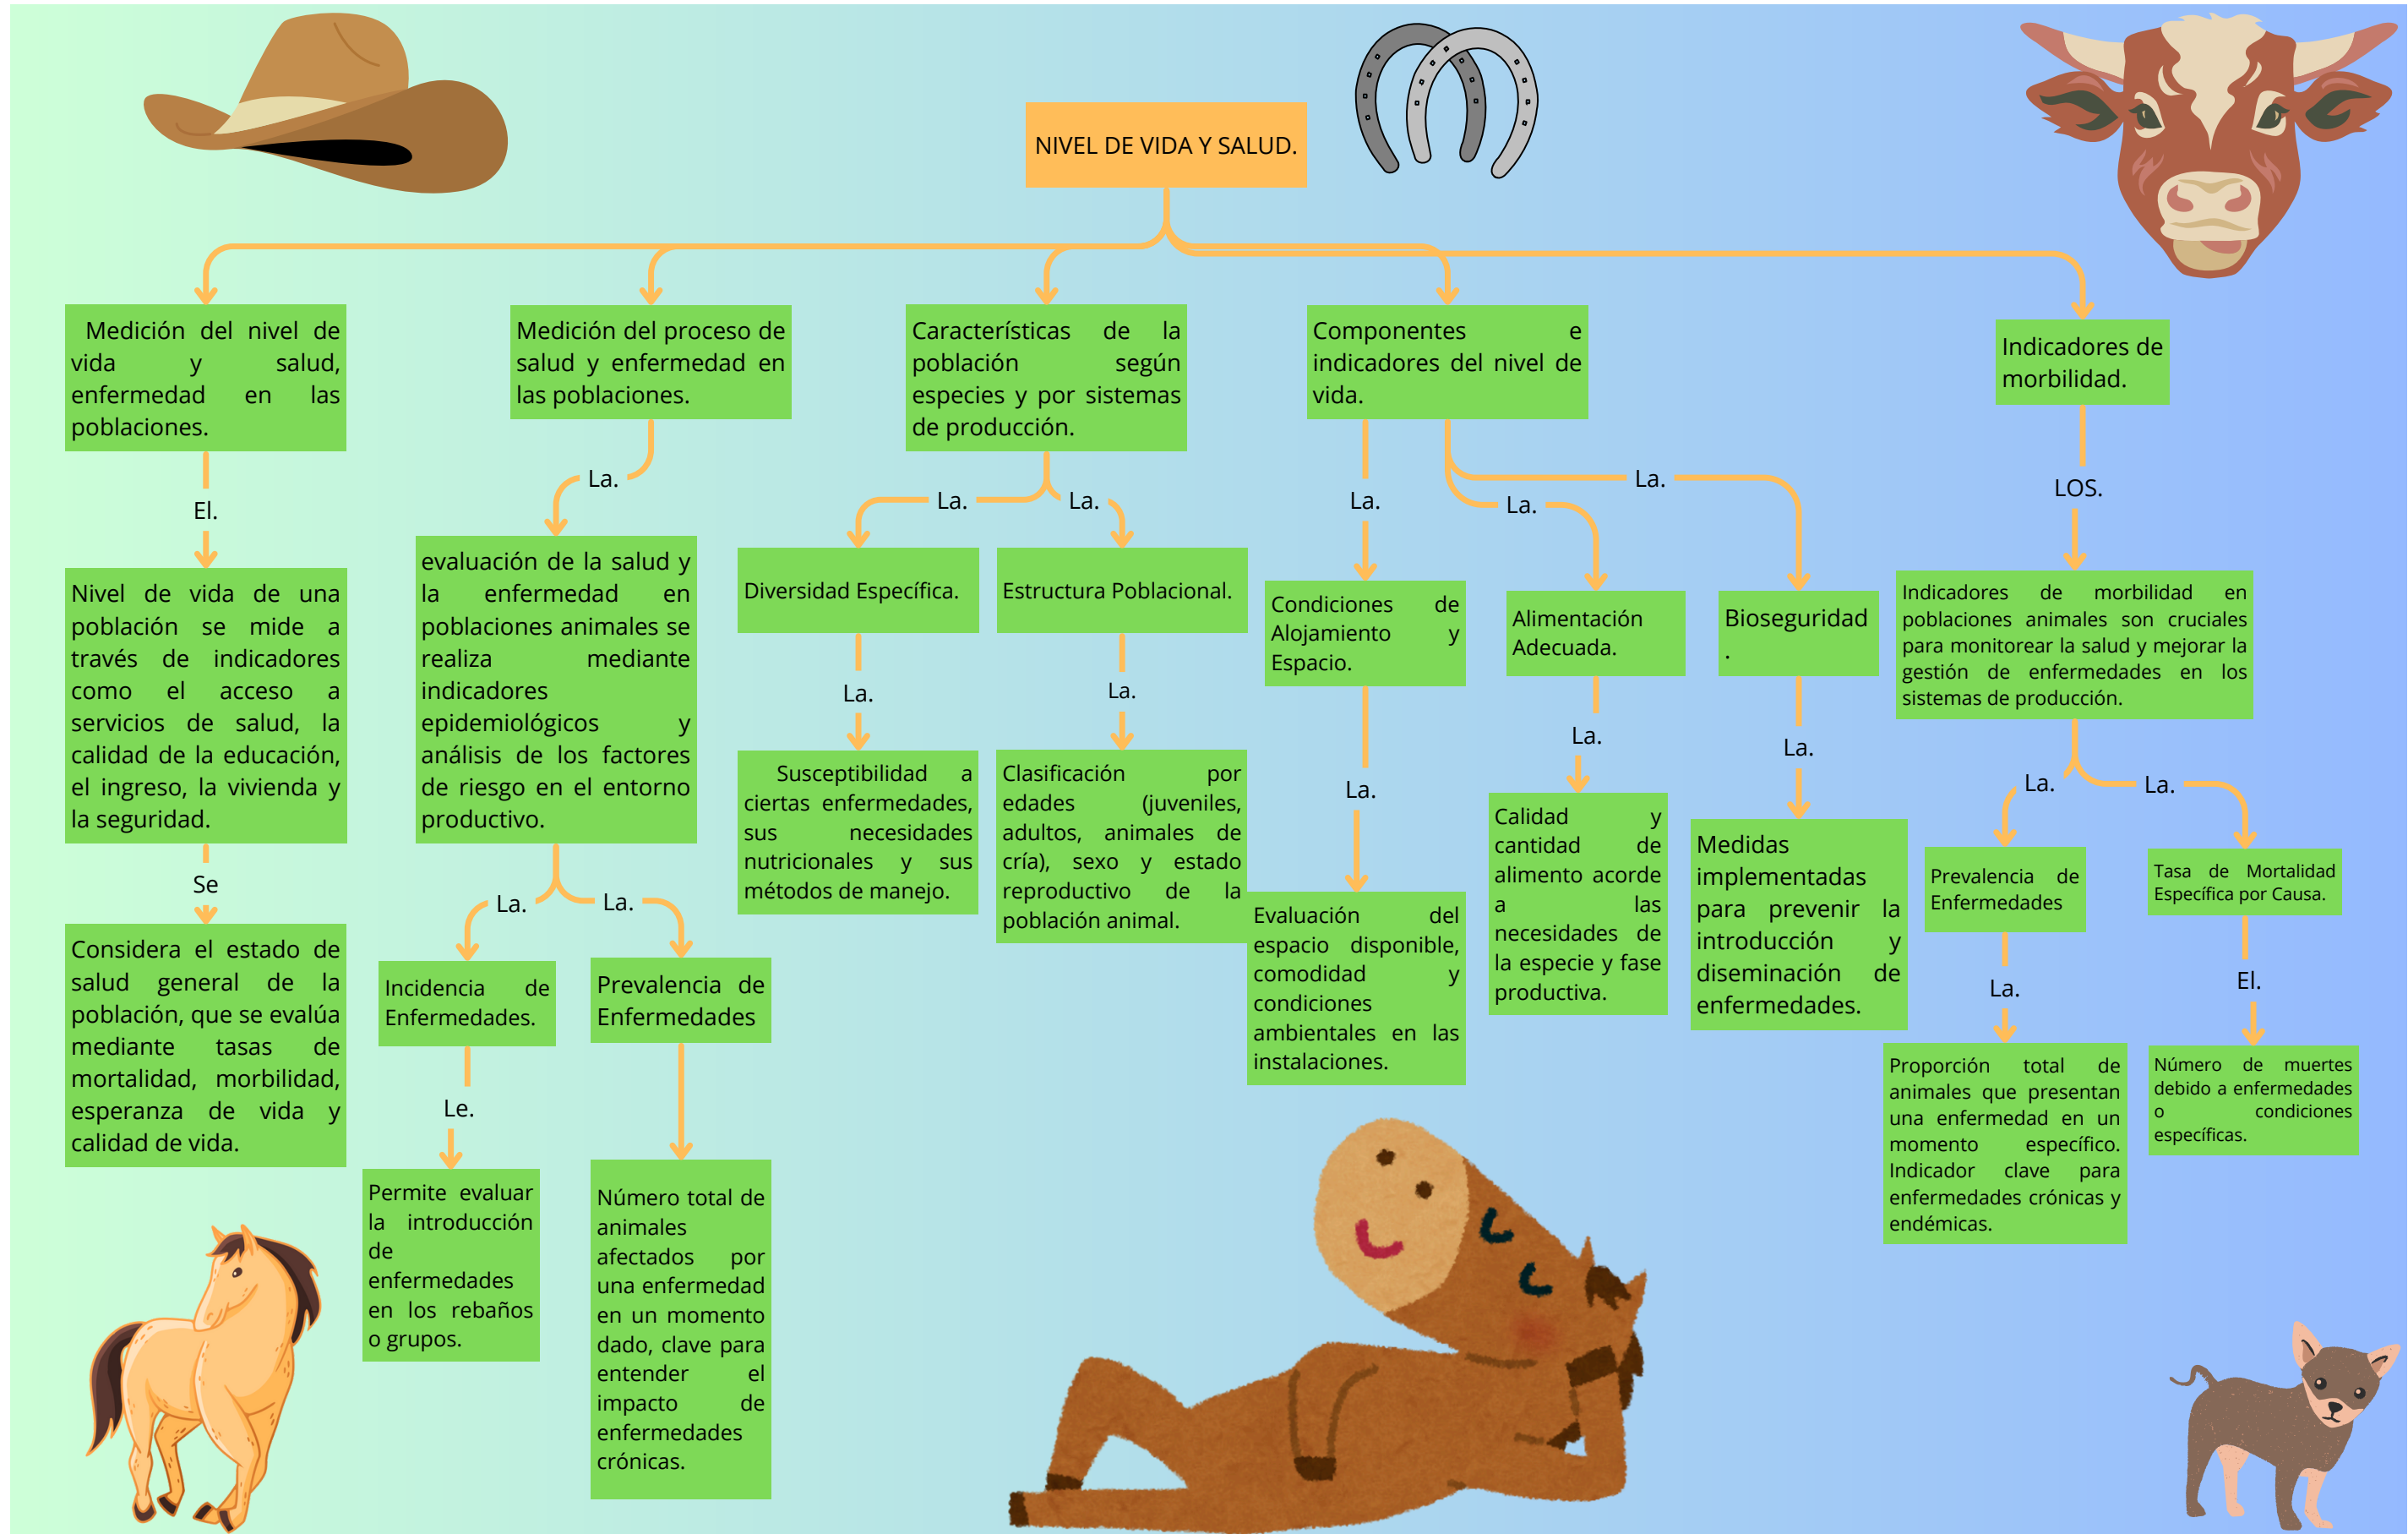 NIVEL DE VIDA Y SALUD.
Medición del nivel de
vida y salud,
enfermedad en las
poblaciones.
El.
Nivel de vida de una
población se mide a
través de indicadores
como el acceso a
servicios de salud, la
calidad de la educación,
el ingreso, la vivienda y
la seguridad.
Se
Considera el estado de
salud general de la
población, que se evalúa
mediante tasas de
mortalidad, morbilidad,
esperanza de vida y
calidad de vida.
Medición del proceso de
salud y enfermedad en
las poblaciones.
La.
evaluación de la salud y
la enfermedad en
poblaciones animales se
realiza mediante
indicadores
epidemiológicos y
análisis de los factores
de riesgo en el entorno
productivo.
La.
La.
Incidencia de
Enfermedades.
Le.
Permite evaluar
la introducción
de
enfermedades
en los rebaños
o grupos.
Prevalencia de
Enfermedades
Número total de
animales
afectados por
una enfermedad
en un momento
dado, clave para
entender el
impacto de
enfermedades
crónicas.
Características de la
población según
especies y por sistemas
de producción.
La.
La.
Diversidad Específica.
La.
Susceptibilidad a
ciertas enfermedades,
sus necesidades
nutricionales y sus
métodos de manejo.
Estructura Poblacional.
La.
Clasificación por
edades (juveniles,
adultos, animales de
cría), sexo y estado
reproductivo de la
población animal.
Componentes e
indicadores del nivel de
vida.
La.
La.
La.
Condiciones de
Alojamiento y
Espacio.
La.
Evaluación del
espacio disponible,
comodidad y
condiciones
ambientales en las
instalaciones.
Alimentación
Adecuada.
La.
Calidad y
cantidad de
alimento acorde
a las
necesidades de
la especie y fase
productiva.
Bioseguridad
.
La.
Medidas
implementadas
para prevenir la
introducción y
diseminación de
enfermedades.
Indicadores de
morbilidad.
LOS.
Indicadores de morbilidad en
poblaciones animales son cruciales
para monitorear la salud y mejorar la
gestión de enfermedades en los
sistemas de producción.
La.
La.
Prevalencia de
Enfermedades
La.
Proporción total de
animales que presentan
una enfermedad en un
momento específico.
Indicador clave para
enfermedades crónicas y
endémicas.
Tasa de Mortalidad
Específica por Causa.
El.
Número de muertes
debido a enfermedades
o condiciones
específicas.